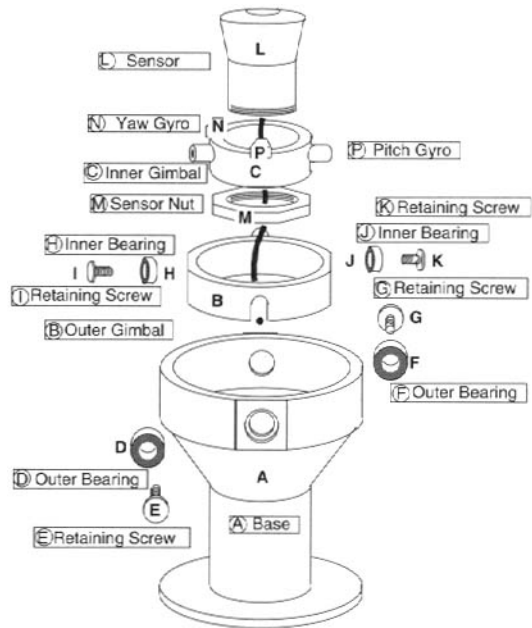 L
Ⓛ Sensor
N
Ⓝ Yaw Gyro
P
Ⓟ Pitch Gyro
C
Ⓒ Inner Gimbal
Ⓜ Sensor Nut
M
Ⓚ Retaining Screw
Ⓗ Inner Bearing
Ⓙ Inner Bearing
I
H
J
K
Ⓘ Retaining Screw
Ⓖ Retaining Screw
B
G
Ⓑ Outer Gimbal
F
Ⓕ Outer Bearing
D
A
Ⓓ Outer Bearing
E
Ⓐ Base
Ⓔ Retaining Screw